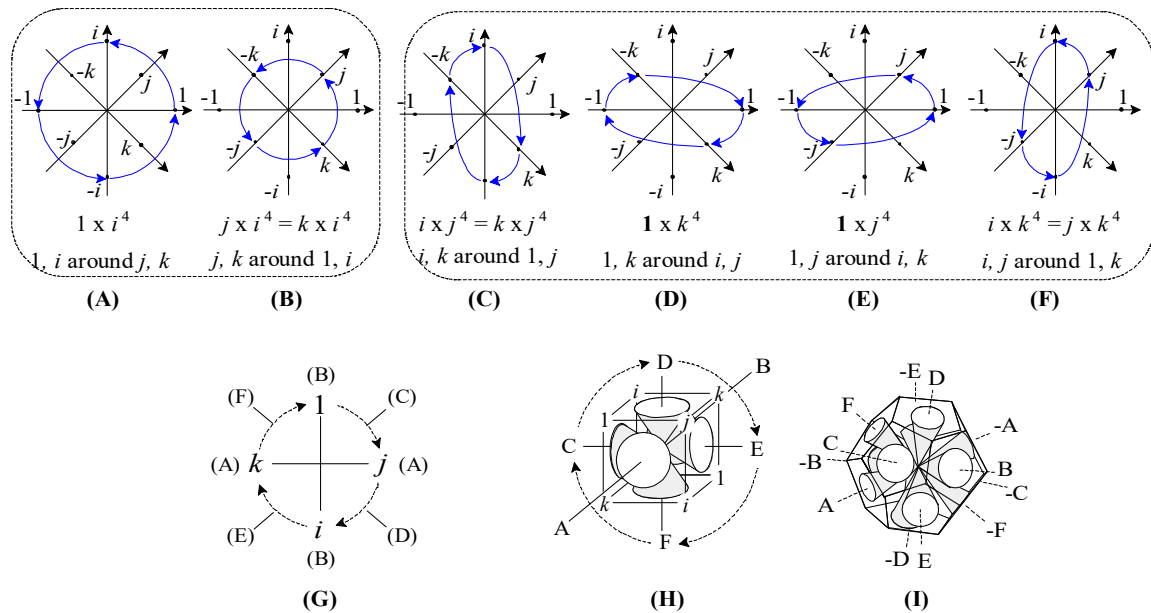 i
j
-k
-1
1
-j
k
-i
1 x i⁴
1, i around j, k
(A)
i
j
-k
-1
1
-j
k
-i
j x i⁴ = k x i⁴
j, k around 1, i
(B)
i
-k
j
-1
1
-j
k
-i
i x j⁴ = k x j⁴
i, k around 1, j
(C)
i
-k
j
-1
1
-j
k
-i
1 x k⁴
1, k around i, j
(D)
i
-k
j
-1
1
-j
k
-i
1 x j⁴
1, j around i, k
(E)
i
-k
j
-1
1
-j
k
-i
i x k⁴ = j x k⁴
i, j around 1, k
(F)
(B)
(F)
1
(C)
(A)
k
j
(A)
(E)
i
(D)
(B)
(G)
D
B
i
k
1
j
C
E
k
i
1
A
F
(H)
-E
D
F
-A
C
-B
B
-C
A
-F
-D
E
(I)